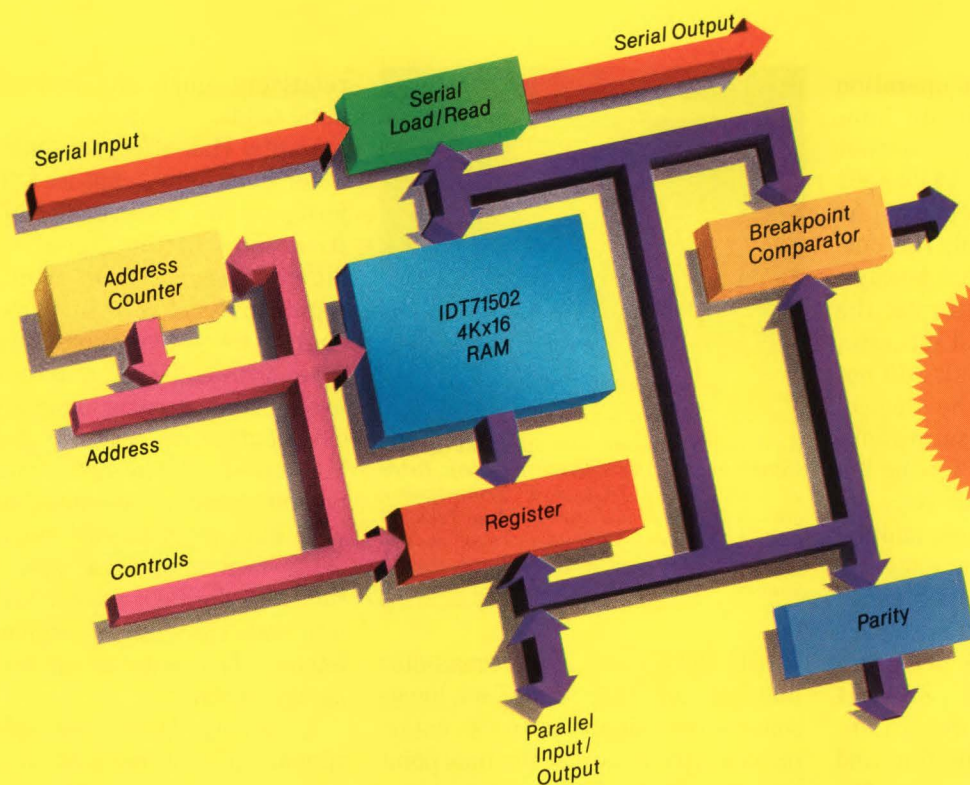 Serial Output
Serial
Load/Read
Serial Input
Breakpoint
Comparator
Address
Counter
IDT71502
4Kx16
RAM
Address
Register
Controls
Parity
Parallel
Input/
Output